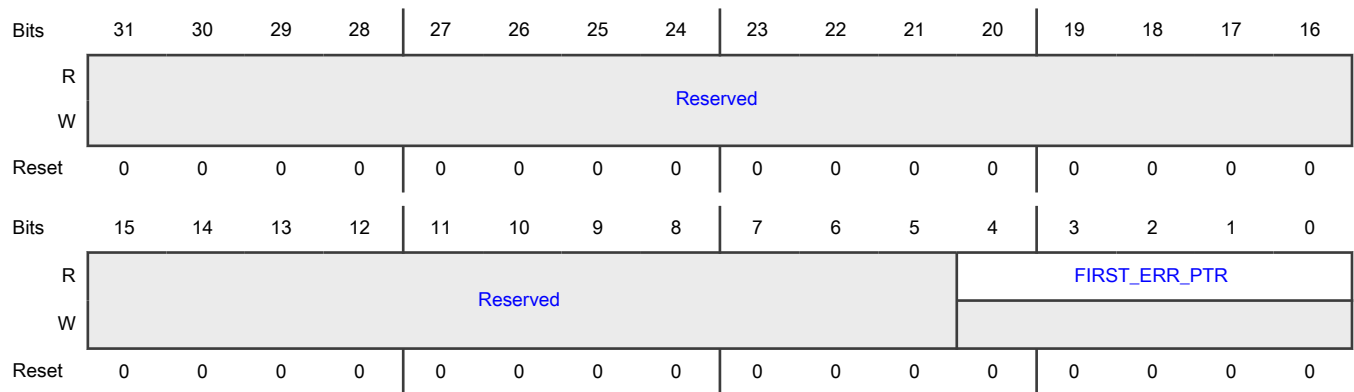 Bits 31 30 29 28 27 26 25 24 23 22 21 20 19 18 17 16
R
Reserved
W
Reset 0 0 0 0 0 0 0 0 0 0 0 0 0 0 0 0
Bits 15 14 13 12 11 10 9 8 7 6 5 4 3 2 1 0
R FIRST_ERR_PTR
Reserved
W
Reset 0 0 0 0 0 0 0 0 0 0 0 0 0 0 0 0